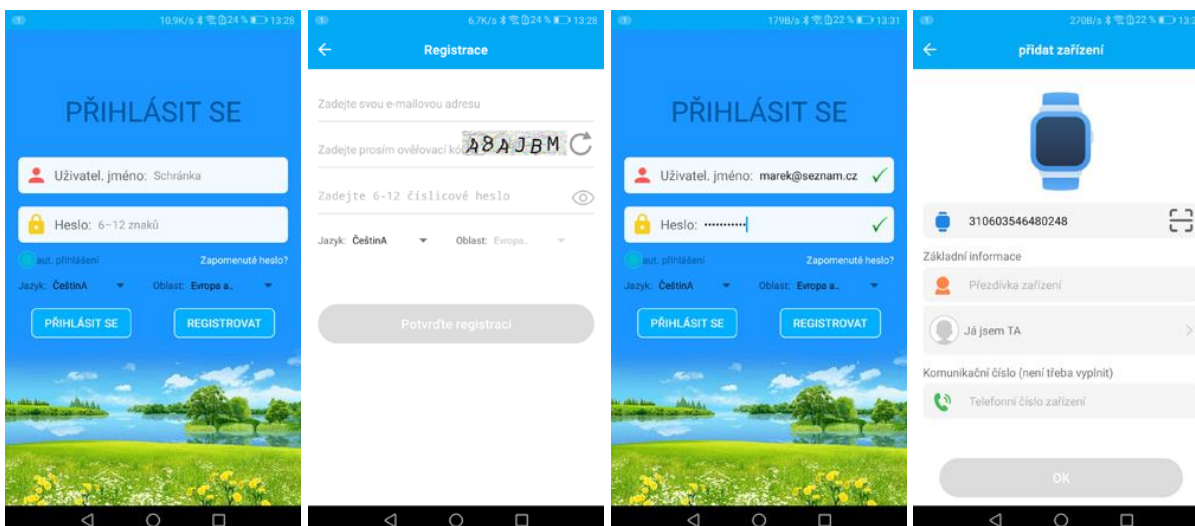 10,9K/s 24 % 13:28
PŘIHLÁSIT SE
Uživatel. jméno: Schránka
Heslo: 6-12 znaků
aut. přihlášení Zapomenuté heslo?
Jazyk: ČeštinA Oblast: Evropa a..
PŘIHLÁSIT SE REGISTROVAT
6,7K/s 24 % 13:28
Registrace
Zadejte svou e-mailovou adresu
Zadejte prosím ověřovací kód A8AJBM
Zadejte 6-12 číslicové heslo
Jazyk: ČeštinA Oblast: Evropa..
Potvrďte registraci
179B/s 22 % 13:31
PŘIHLÁSIT SE
Uživatel. jméno: marek@seznam.cz
Heslo: •••••••••••
aut. přihlášení Zapomenuté heslo?
Jazyk: ČeštinA Oblast: Evropa a..
PŘIHLÁSIT SE REGISTROVAT
270B/s 22 %
přidat zařízení
310603546480248
Základní informace
Přezdívka zařízení
Já jsem TA
Komunikační číslo (není třeba vyplnit)
Telefonní číslo zařízení
OK